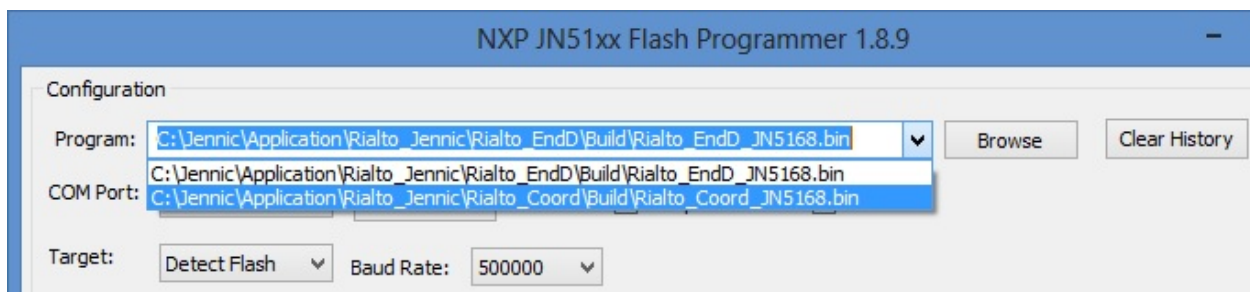 NXP JN51xx Flash Programmer 1.8.9
Configuration
Program: C:\Jennic\Application\Rialto_Jennic\Rialto_EndD\Build\Rialto_EndD_JN5168.bin Browse Clear History
C:\Jennic\Application\Rialto_Jennic\Rialto_EndD\Build\Rialto_EndD_JN5168.bin
COM Port: C:\Jennic\Application\Rialto_Jennic\Rialto_Coord\Build\Rialto_Coord_JN5168.bin
Target: Detect Flash Baud Rate: 500000